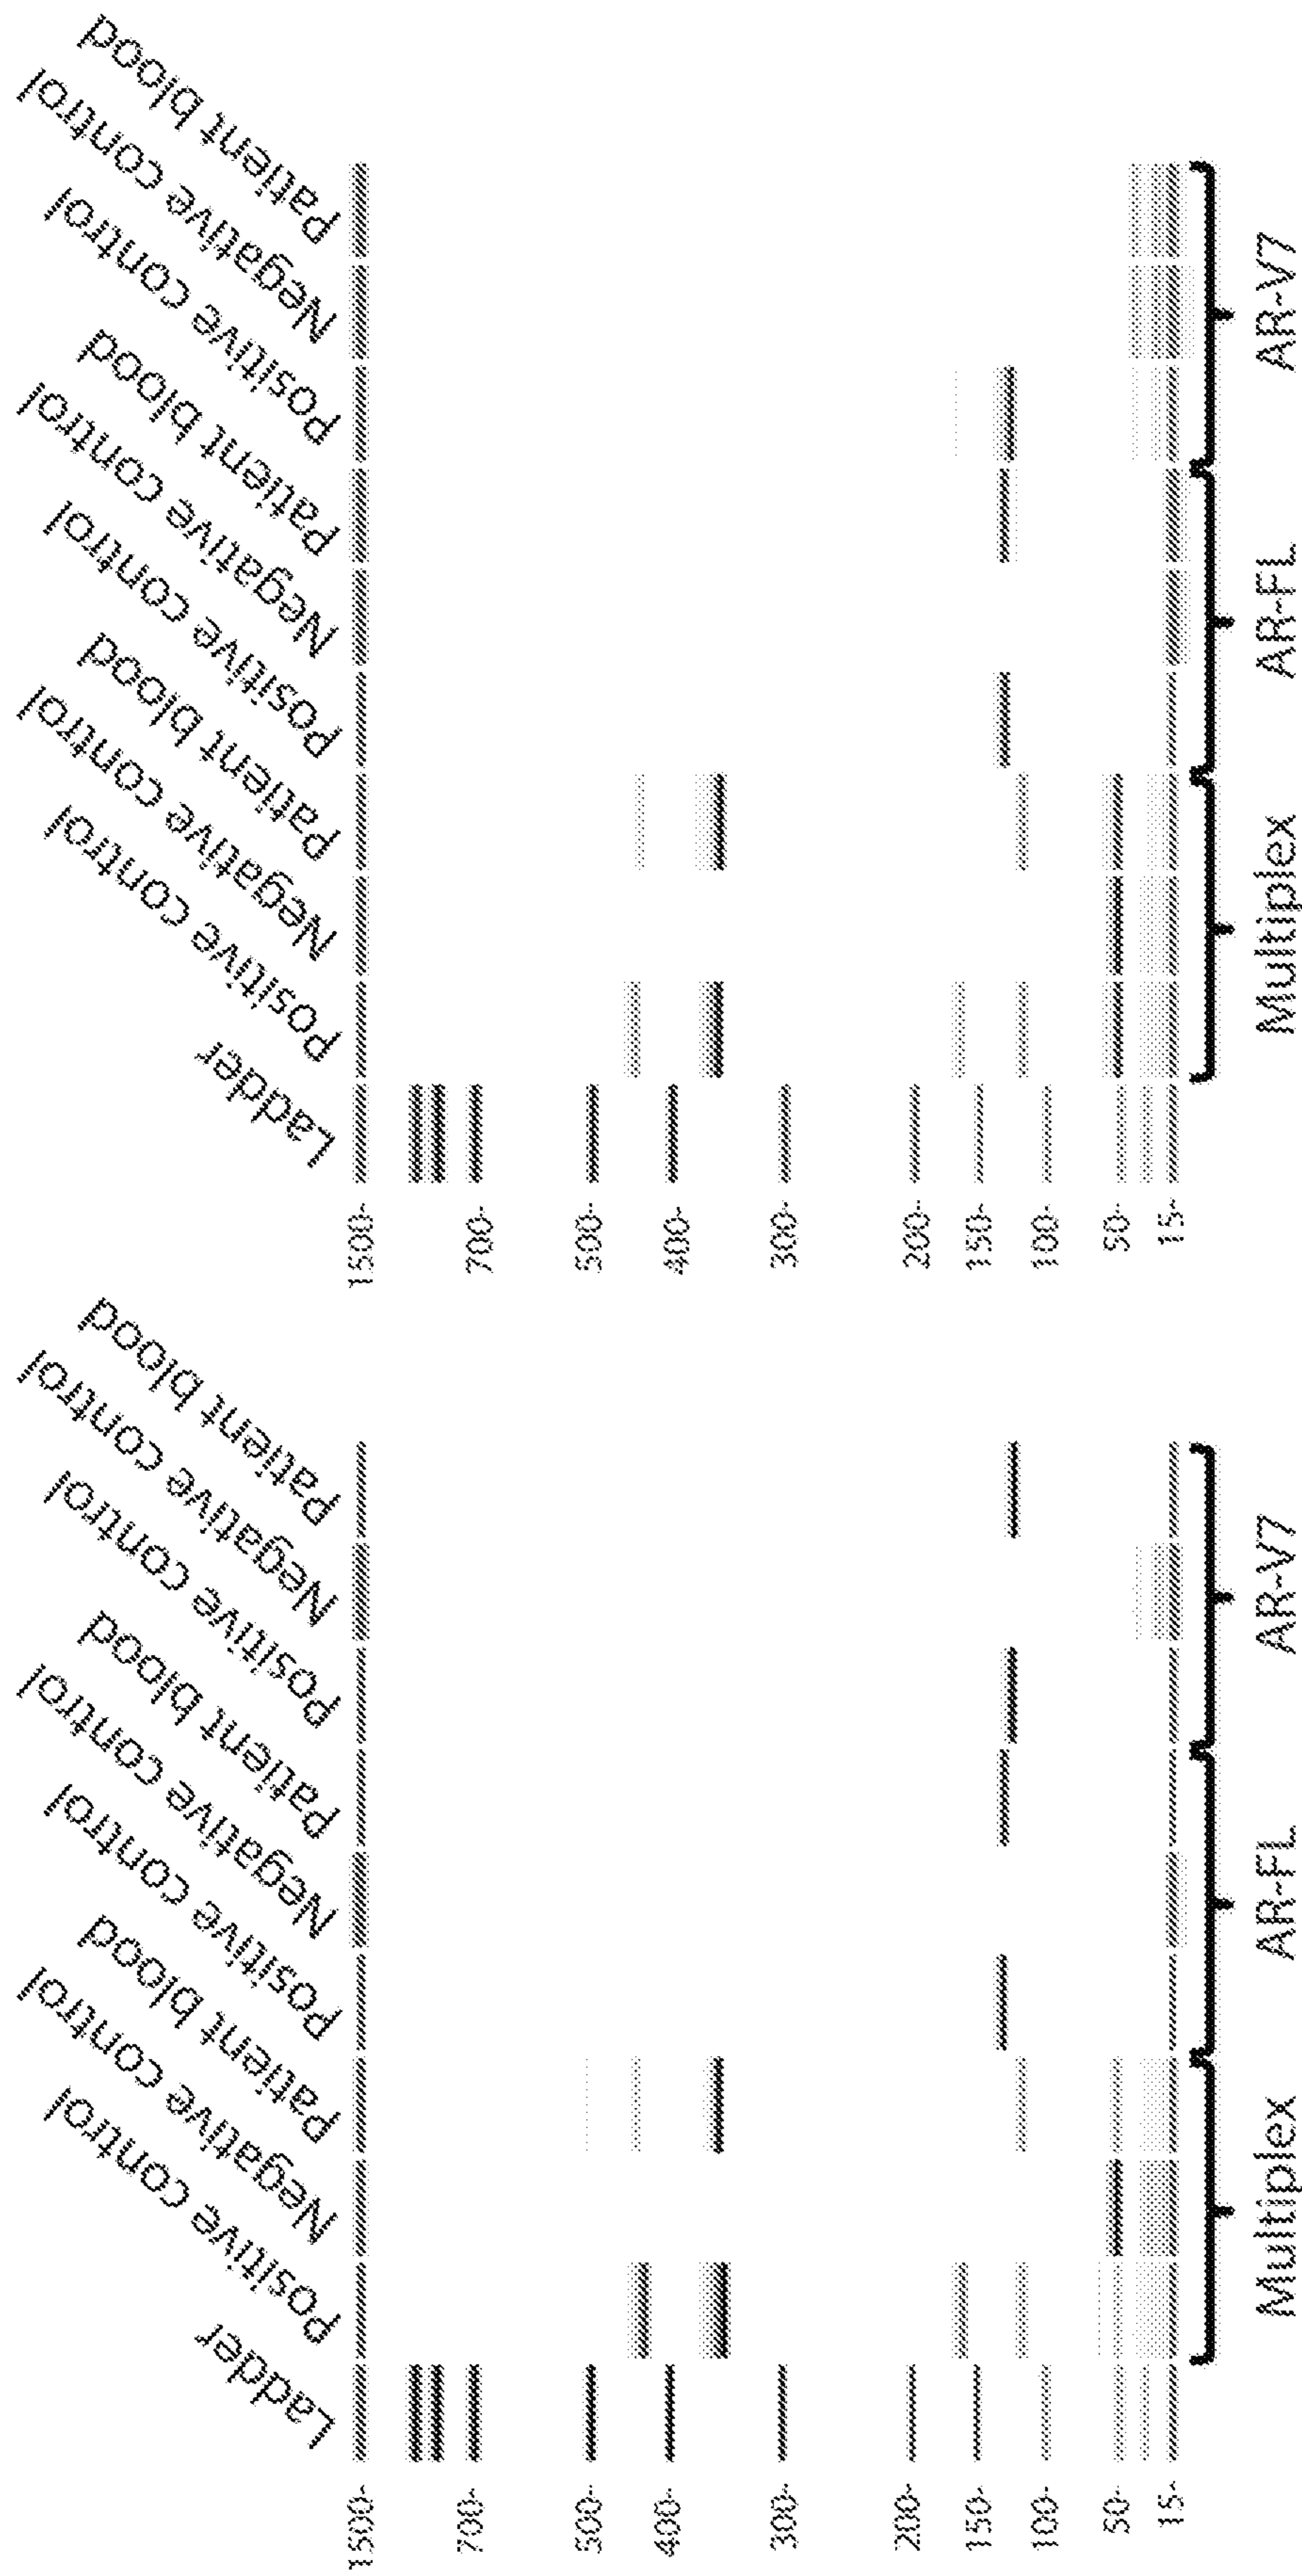 Ladder
Positive control
Negative control
Patient blood
Positive control
Negative control
Patient blood
Positive control
Negative control
Patient blood
1500-
700-
500-
400-
300-
200-
150-
100-
50-
15-
Multiplex
AR-FL
AR-V7
Ladder
Positive control
Negative control
Patient blood
Positive control
Negative control
Patient blood
Positive control
Negative control
Patient blood
1500-
700-
500-
400-
300-
200-
150-
100-
50-
15-
Multiplex
AR-FL
AR-V7